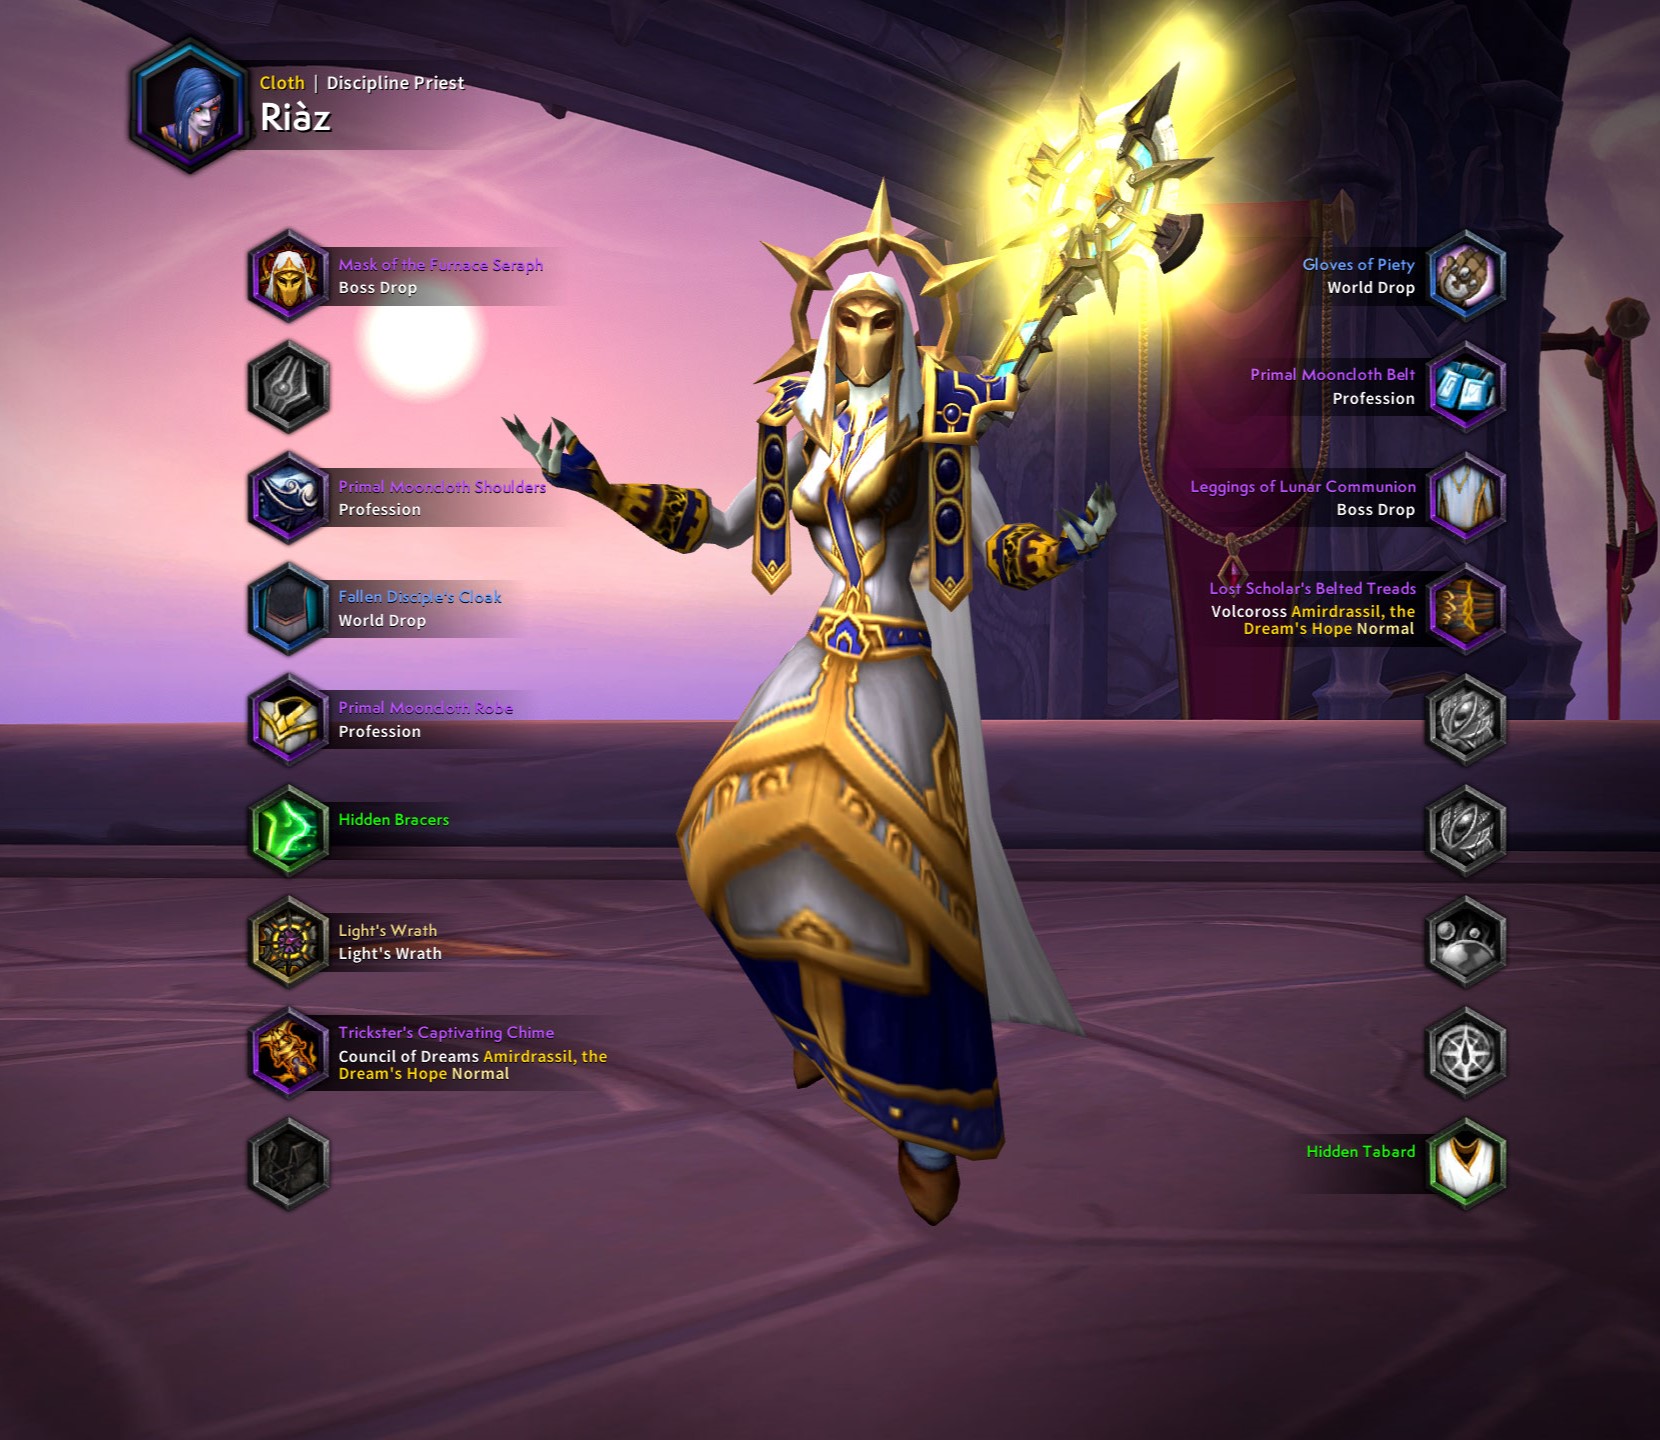 Cloth | Discipline Priest
Riàz
Mask of the Furnace Seraph
Boss Drop
Primal Mooncloth Shoulders
Profession
Fallen Disciple's Cloak
World Drop
Primal Mooncloth Robe
Profession
Hidden Bracers
Light's Wrath
Light's Wrath
Trickster's Captivating Chime
Council of Dreams Amirdrassil, the
Dream's Hope Normal
Gloves of Piety
World Drop
Primal Mooncloth Belt
Profession
Leggings of Lunar Communion
Boss Drop
Lost Scholar's Belted Treads
Volcoross Amirdrassil, the
Dream's Hope Normal
Hidden Tabard